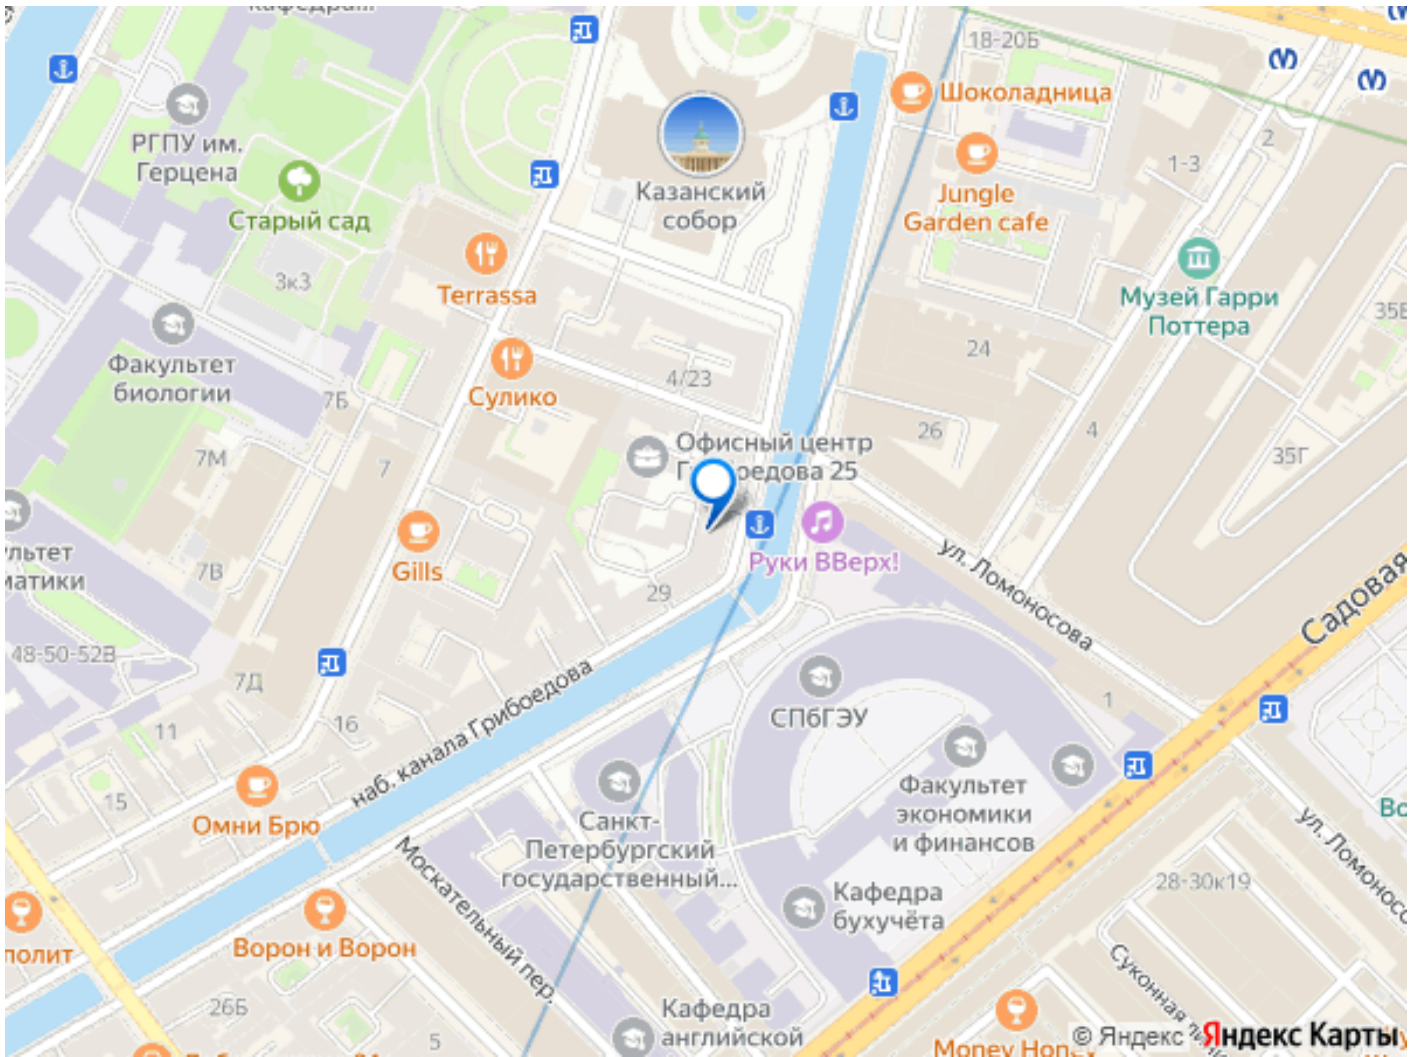 18-20Б
Шоколадница
РГПУ им.
Герцена
Старый сад
Казанский
собор
2
1-3
Jungle
Garden cafe
3к3
Terrassa
Музей Гарри
Поттера
Факультет
биологии
Сулико
4/23
24
7Б
26
4
35Г
7М
7
Офисный центр
Gills
7В
29
Руки ВВерх!
ул. Ломоносова
Садовая
48-50-52В
7Д
наб. канала Грибоедова
СПбГЭУ
1
11
16
15
Омни Брю
Санкт-
Петербургский
государственный...
Факультет
экономики
и финансов
Москательный пер.
28-30к19
Кафедра
бухучёта
Ворон и Ворон
26Б
5
Кафедра
английской
Суконная
© Яндекс Яндекс Карты